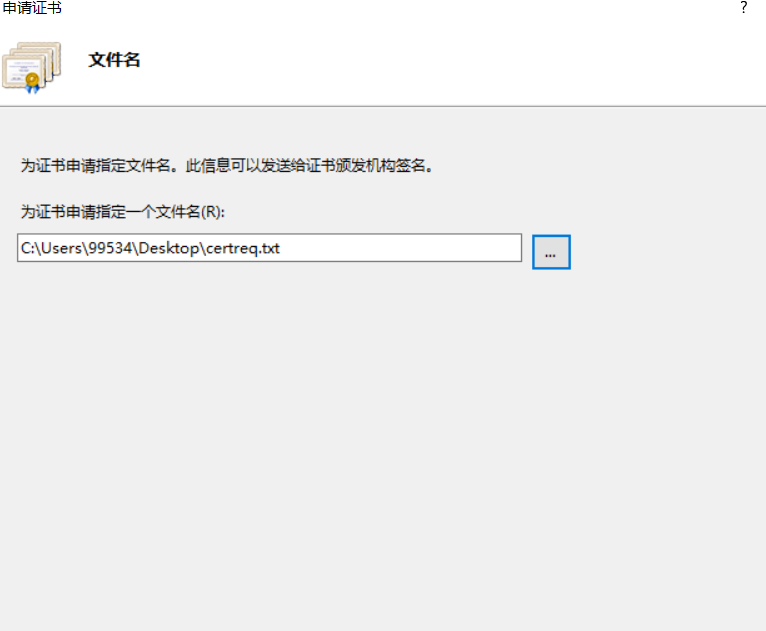 申请证书
?
文件名
为证书申请指定文件名。此信息可以发送给证书颁发机构签名。
为证书申请指定一个文件名(R):
C:\Users\99534\Desktop\certreq.txt
...